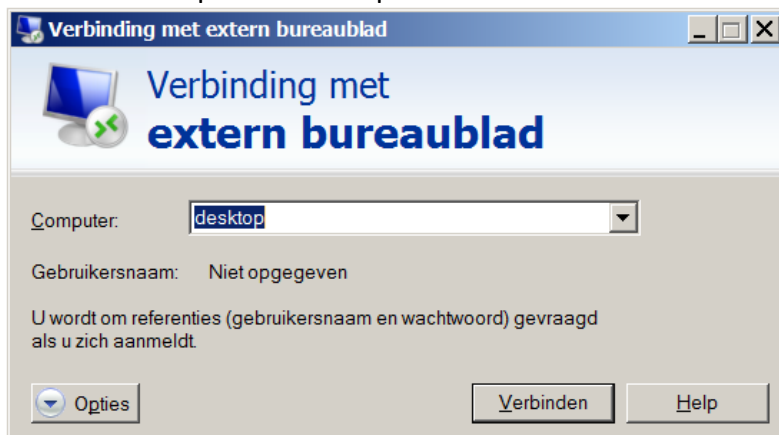 Verbinding met extern bureaublad
Verbinding met
extern bureaublad
Computer: desktop
Gebruikersnaam: Niet opgegeven
U wordt om referenties (gebruikersnaam en wachtwoord) gevraagd
als u zich aanmeldt.
Opties Verbinden Help